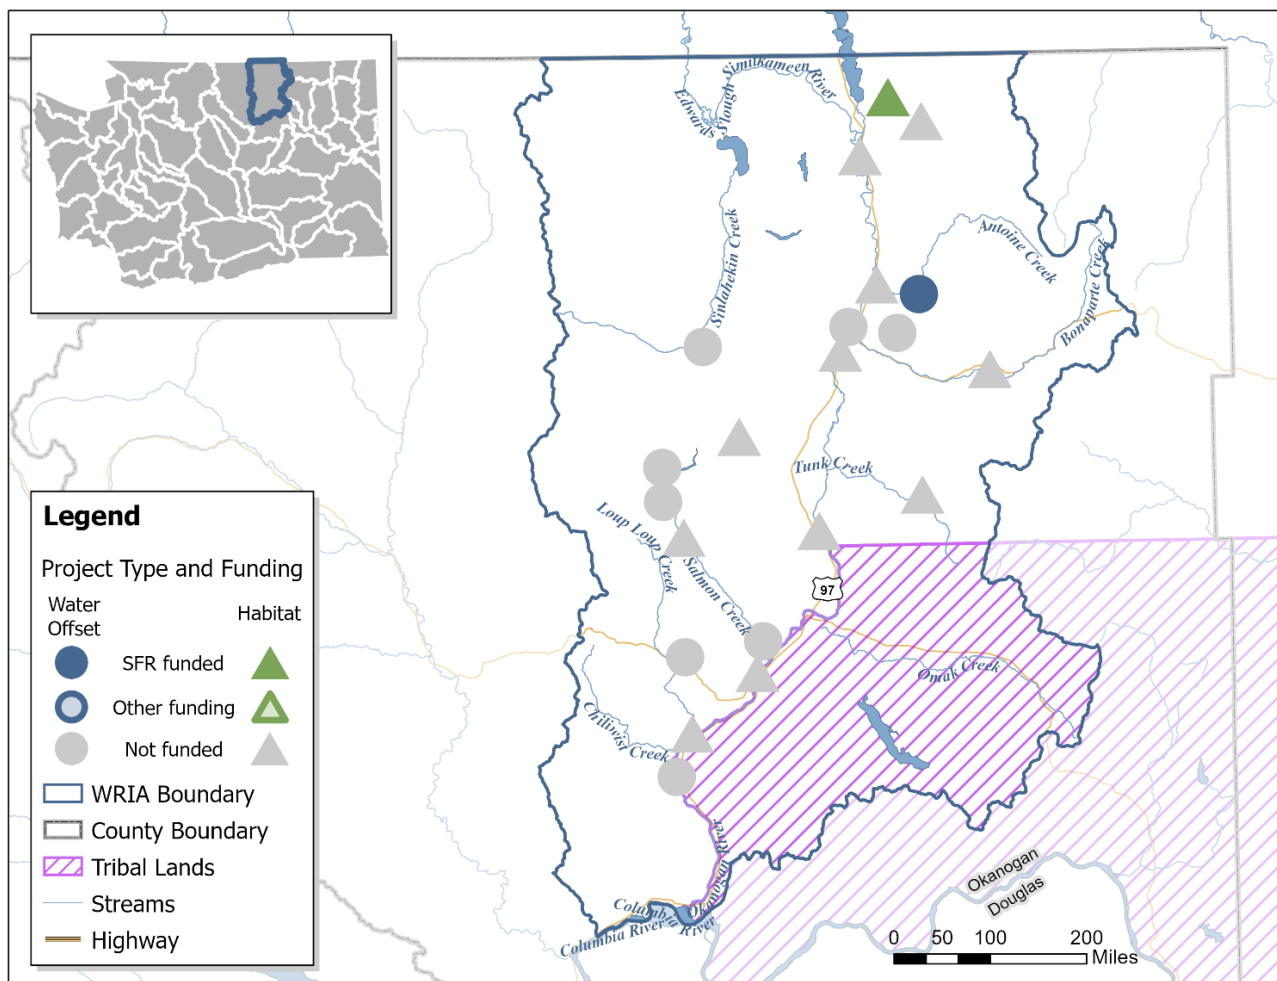 Similkameen River
Edwards Slough
Sinlahekin Creek
Antoine Creek
Bonaparte Creek
Tunk Creek
Loup Loup Creek
Salmon Creek
97
Omak Creek
Chiliwist Creek
Okanogan River
Columbia River
Columbia River
Okanogan
Douglas
0 50 100 200
Miles
Legend
Project Type and Funding
Water
Offset
Habitat
SFR funded
Other funding
Not funded
WRIA Boundary
County Boundary
Tribal Lands
Streams
Highway